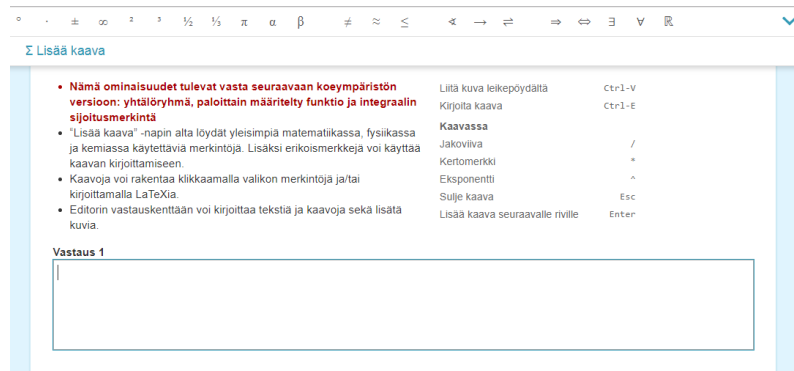 ° · ± ∞ ² ³ ½ ⅓ π α β ≠ ≈ ≤ ∢ → ⇌ ⇒ ⇔ ∃ ∀ ℝ
Σ Lisää kaava
• Nämä ominaisuudet tulevat vasta seuraavaan koeympäristön
versioon: yhtälöryhmä, paloittain määritelty funktio ja integraalin
sijoitusmerkintä
• "Lisää kaava" -napin alta löydät yleisimpiä matematiikassa, fysiikassa
ja kemiassa käytettäviä merkintöjä. Lisäksi erikoismerkkejä voi käyttää
kaavan kirjoittamiseen.
• Kaavoja voi rakentaa klikkaamalla valikon merkintöjä ja/tai
kirjoittamalla LaTeXia.
• Editorin vastauskenttään voi kirjoittaa tekstiä ja kaavoja sekä lisätä
kuvia.
Liitä kuva leikepöydältä Ctrl-V
Kirjoita kaava Ctrl-E
Kaavassa
Jakoviiva /
Kertomerkki *
Eksponentti ^
Sulje kaava Esc
Lisää kaava seuraavalle riville Enter
Vastaus 1